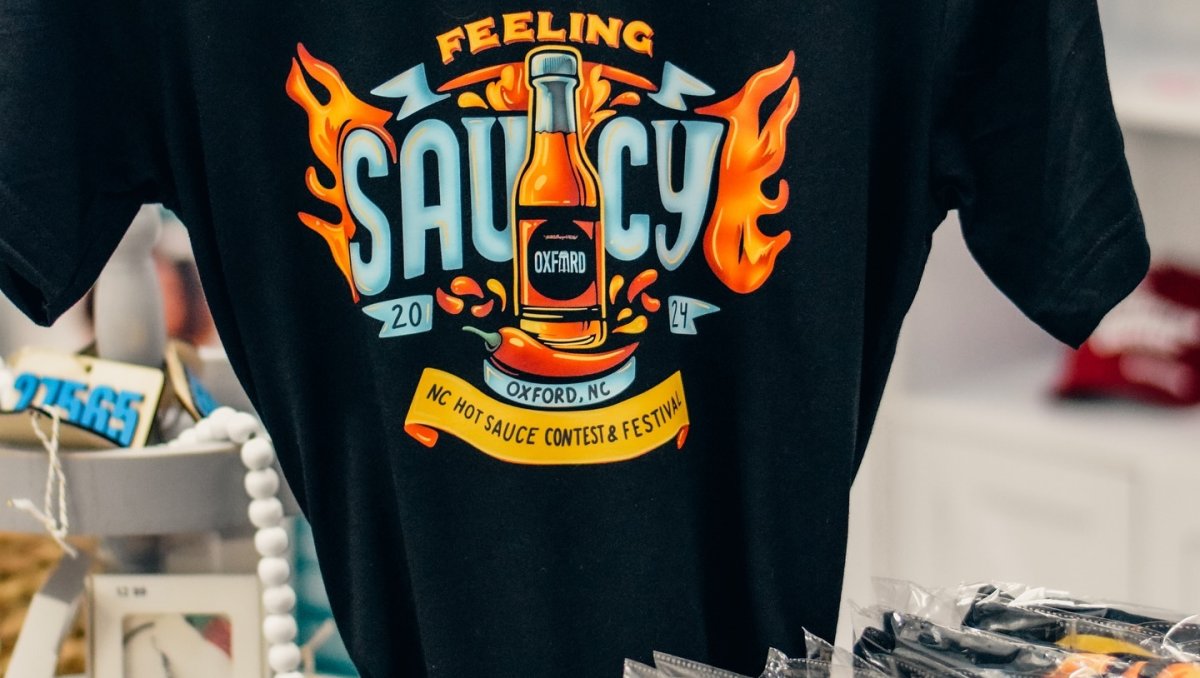 FEELING
SAUCY
OXFORD
20 24
OXFORD, NC
NC HOT SAUCE CONTEST & FESTIVAL
27565